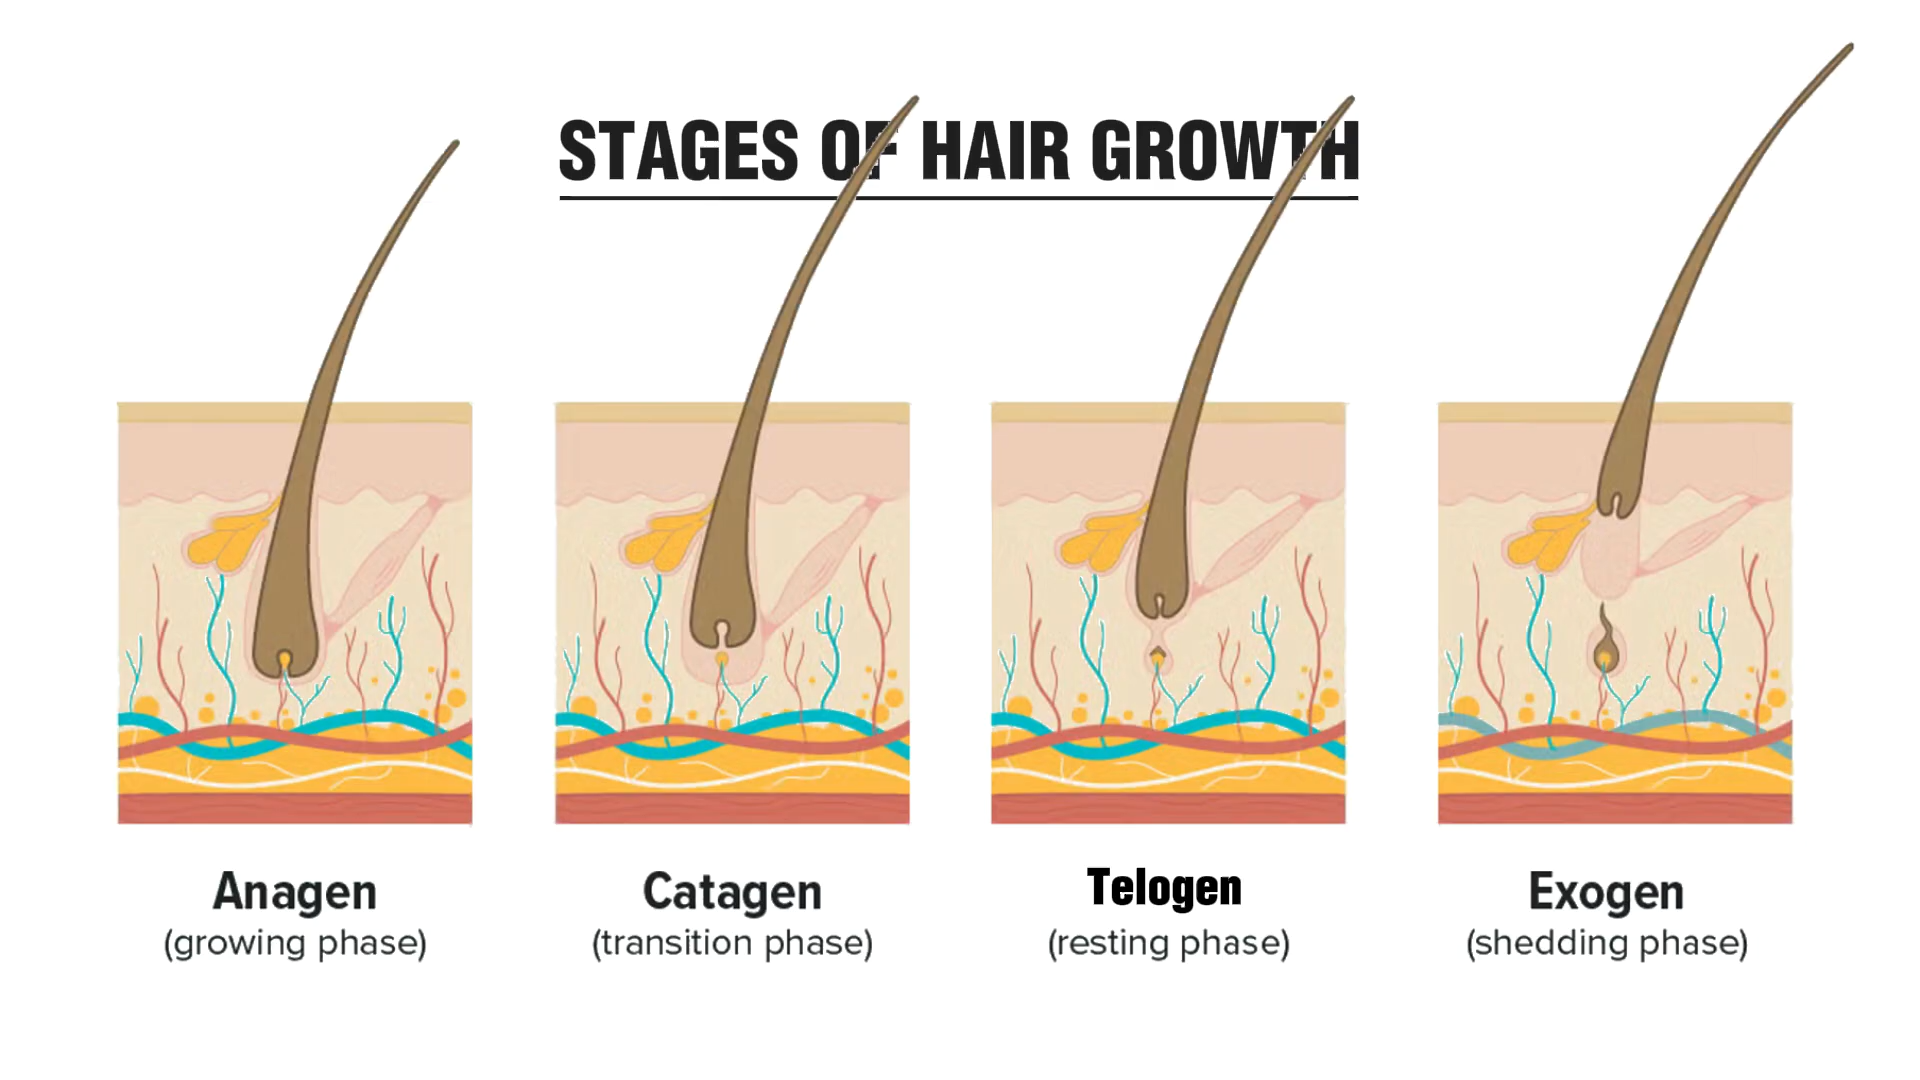 STAGES OF HAIR GROWTH
Anagen
(growing phase)
Catagen
(transition phase)
Telogen
(resting phase)
Exogen
(shedding phase)